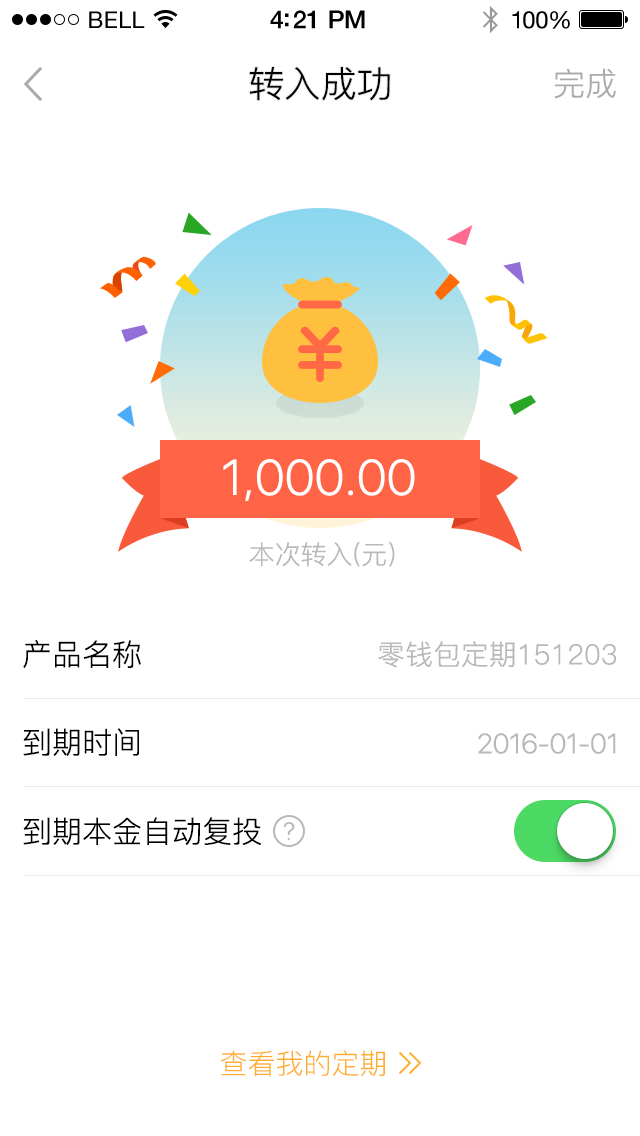 BELL 4:21 PM 100%
转入成功 完成
¥
1,000.00
本次转入(元)
产品名称 零钱包定期151203
到期时间 2016-01-01
到期本金自动复投 ?
查看我的定期